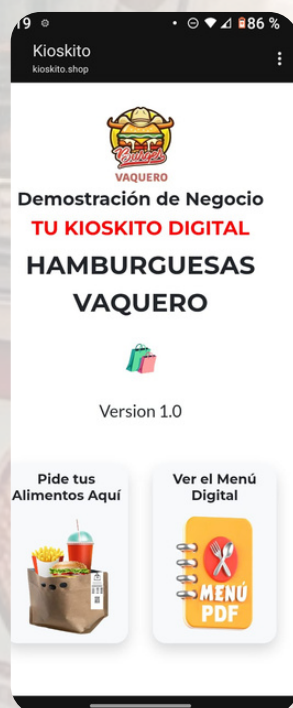 19
86 %
Kioskito
kioskito.shop
Burger
VAQUERO
Demostración de Negocio
TU KIOSKITO DIGITAL
HAMBURGUESAS
VAQUERO
Version 1.0
Pide tus
Alimentos Aquí
Ver el Menú
Digital
MENÚ
PDF